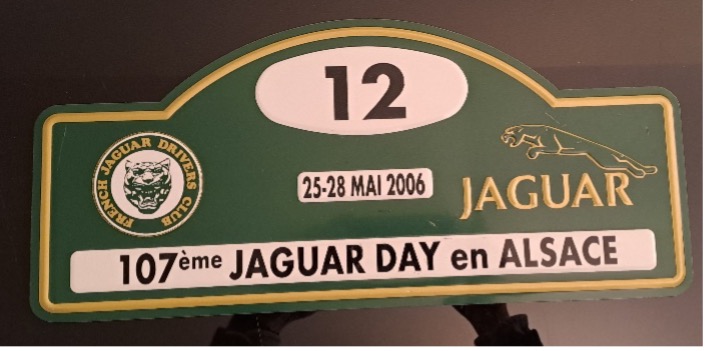 12
FRENCH JAGUAR DRIVERS CLUB
25-28 MAI 2006
JAGUAR
107ème JAGUAR DAY en ALSACE